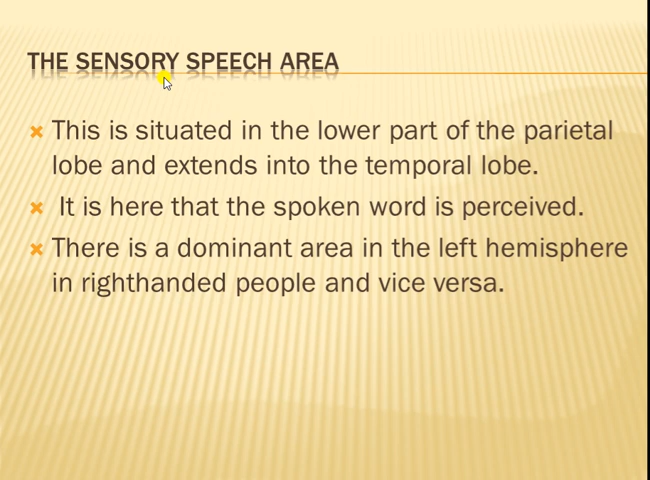 THE SENSORY SPEECH AREA
This is situated in the lower part of the parietal
lobe and extends into the temporal lobe.
It is here that the spoken word is perceived.
There is a dominant area in the left hemisphere
in righthanded people and vice versa.